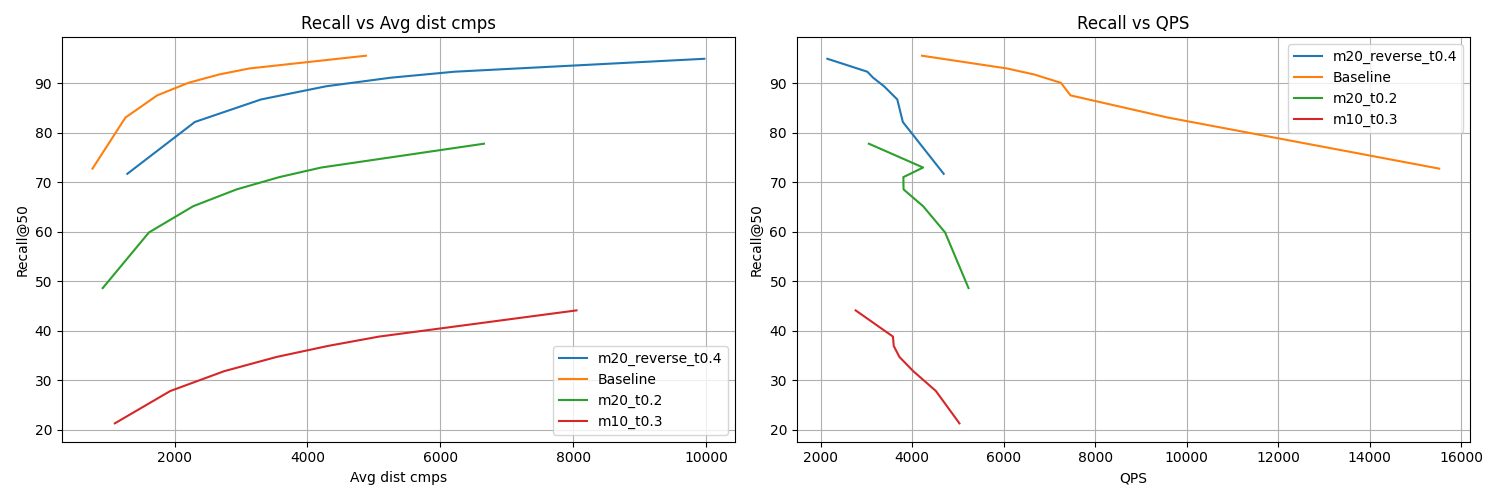 Recall vs Avg dist cmps
Recall@50
90
80
70
60
50
40
30
20
2000
4000
6000
8000
10000
Avg dist cmps
m20_reverse_t0.4
Baseline
m20_t0.2
m10_t0.3
Recall vs QPS
Recall@50
90
80
70
60
50
40
30
20
2000
4000
6000
8000
10000
12000
14000
16000
QPS
m20_reverse_t0.4
Baseline
m20_t0.2
m10_t0.3